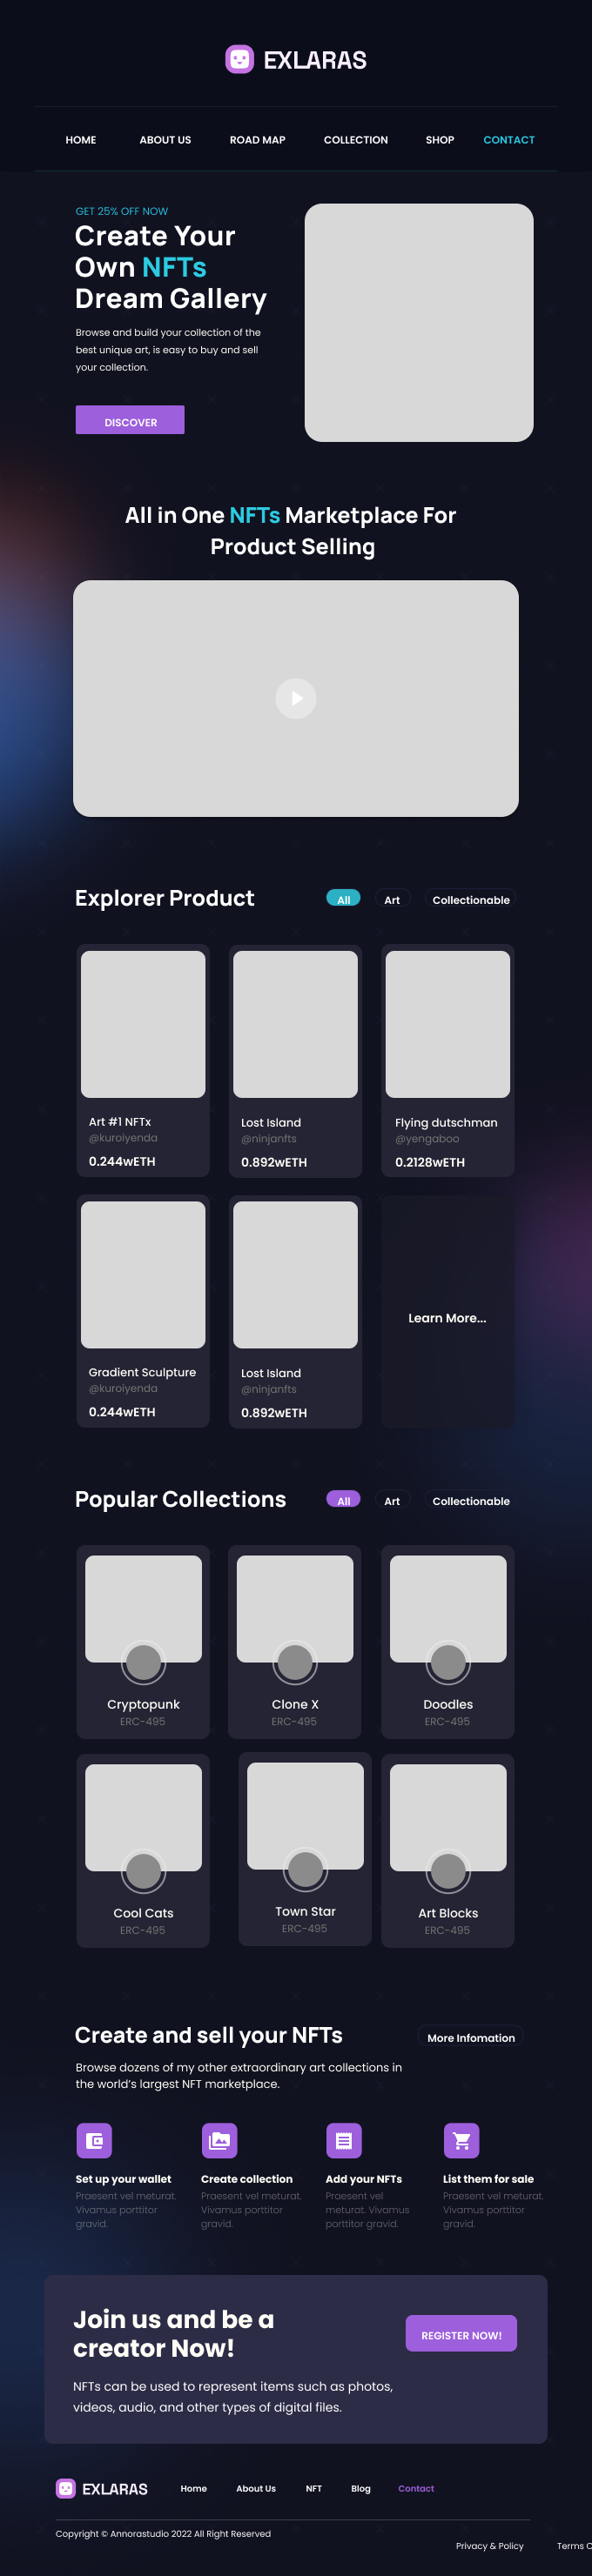 EXLARAS
HOME ABOUT US ROAD MAP COLLECTION SHOP CONTACT
GET 25% OFF NOW
Create Your
Own NFTs
Dream Gallery
Browse and build your collection of the
best unique art, is easy to buy and sell
your collection.
DISCOVER
All in One NFTs Marketplace For
Product Selling
Explorer Product
All Art Collectionable
Art #1 NFTx
@kuroiyenda
0.244wETH
Lost Island
@ninjanfts
0.892wETH
Flying dutschman
@yengaboo
0.2128wETH
Gradient Sculpture
@kuroiyenda
0.244wETH
Lost Island
@ninjanfts
0.892wETH
Learn More...
Popular Collections
All Art Collectionable
Cryptopunk
ERC-495
Clone X
ERC-495
Doodles
ERC-495
Cool Cats
ERC-495
Town Star
ERC-495
Art Blocks
ERC-495
Create and sell your NFTs
More Infomation
Browse dozens of my other extraordinary art collections in
the world’s largest NFT marketplace.
Set up your wallet
Praesent vel meturat.
Vivamus porttitor
gravid.
Create collection
Praesent vel meturat.
Vivamus porttitor
gravid.
Add your NFTs
Praesent vel
meturat. Vivamus
porttitor gravid.
List them for sale
Praesent vel meturat.
Vivamus porttitor
gravid.
Join us and be a
creator Now!
REGISTER NOW!
NFTs can be used to represent items such as photos,
videos, audio, and other types of digital files.
EXLARAS
Home About Us NFT Blog Contact
Copyright © Annorastudio 2022 All Right Reserved
Privacy & Policy Terms C